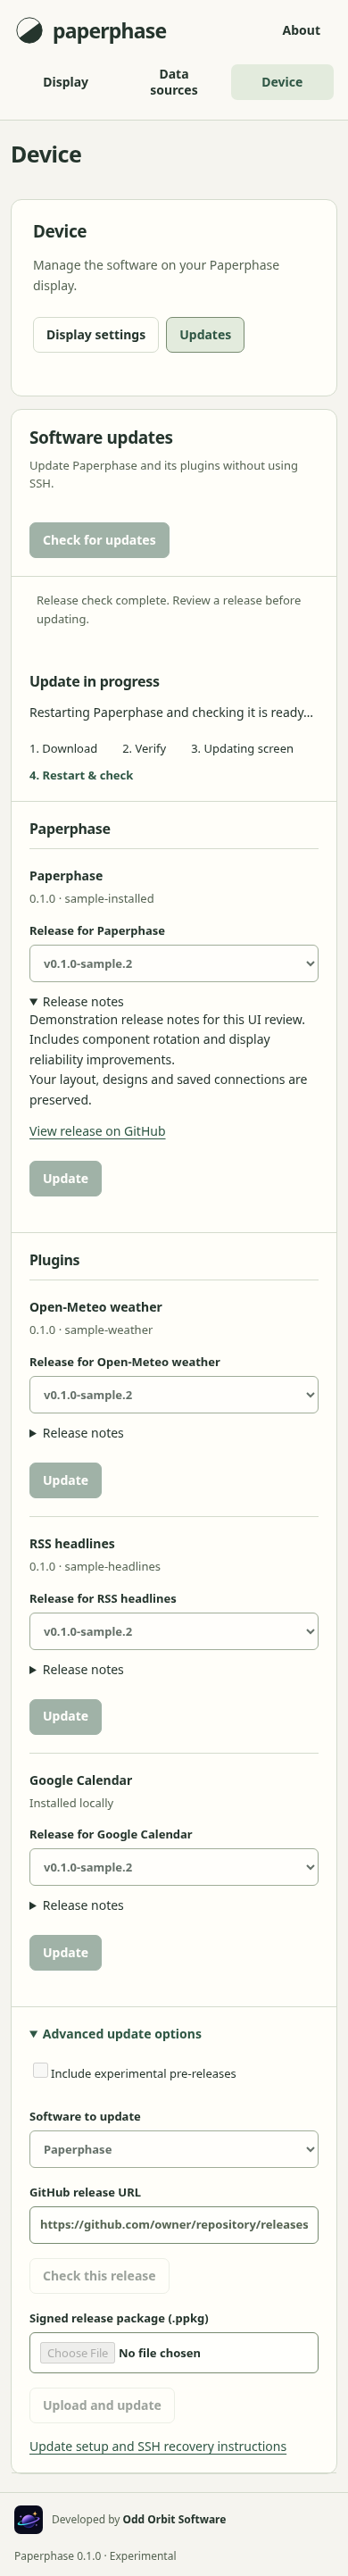 paperphase
About
Display
Data sources
Device
Device
Device
Manage the software on your Paperphase
display.
Display settings
Updates
Software updates
Update Paperphase and its plugins without using
SSH.
Check for updates
Release check complete. Review a release before
updating.
Update in progress
Restarting Paperphase and checking it is ready...
1. Download 2. Verify 3. Updating screen
4. Restart & check
Paperphase
Paperphase
0.1.0 · sample-installed
Release for Paperphase
v0.1.0-sample.2
▼ Release notes
Demonstration release notes for this UI review.
Includes component rotation and display
reliability improvements.
Your layout, designs and saved connections are
preserved.
View release on GitHub
Update
Plugins
Open-Meteo weather
0.1.0 · sample-weather
Release for Open-Meteo weather
v0.1.0-sample.2
▶ Release notes
Update
RSS headlines
0.1.0 · sample-headlines
Release for RSS headlines
v0.1.0-sample.2
▶ Release notes
Update
Google Calendar
Installed locally
Release for Google Calendar
v0.1.0-sample.2
▶ Release notes
Update
▼ Advanced update options
Include experimental pre-releases
Software to update
Paperphase
GitHub release URL
https://github.com/owner/repository/releases
Check this release
Signed release package (.ppkg)
Choose File No file chosen
Upload and update
Update setup and SSH recovery instructions
Developed by Odd Orbit Software
Paperphase 0.1.0 · Experimental